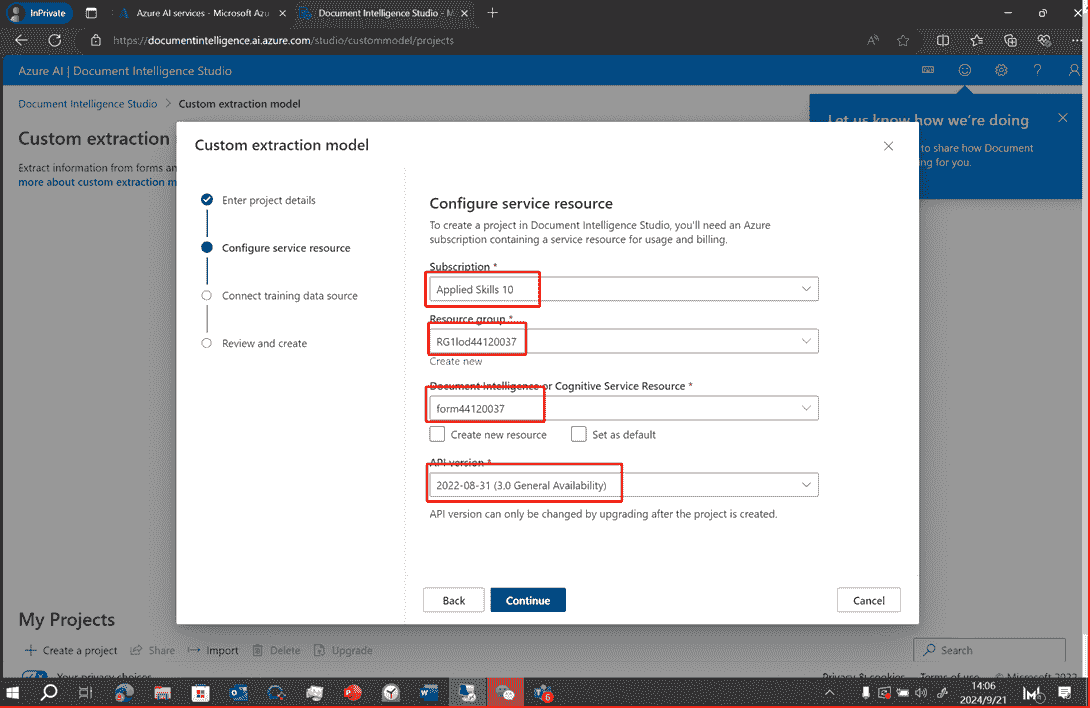 InPrivate
Azure AI services - Microsoft Azu
Document Intelligence Studio - M
https://documentintelligence.ai.azure.com/studio/custommodel/projects
Azure AI | Document Intelligence Studio
Document Intelligence Studio > Custom extraction model
Let us know how we're doing
Custom extraction
to share how Document
ng for you.
Extract information from forms an
more about custom extraction m
Custom extraction model
Enter project details
Configure service resource
Connect training data source
Review and create
Configure service resource
To create a project in Document Intelligence Studio, you'll need an Azure
subscription containing a service resource for usage and billing.
Subscription *
Applied Skills 10
Resource group *
RG1lod44120037
Create new
Document Intelligence or Cognitive Service Resource *
form44120037
Create new resource
Set as default
API version *
2022-08-31 (3.0 General Availability)
API version can only be changed by upgrading after the project is created.
Back
Continue
Cancel
My Projects
Create a project
Share
Import
Delete
Upgrade
Search
Your privacy choices
Privacy & cookies
Terms of use
© Microsoft 2023
14:06
2024/9/21